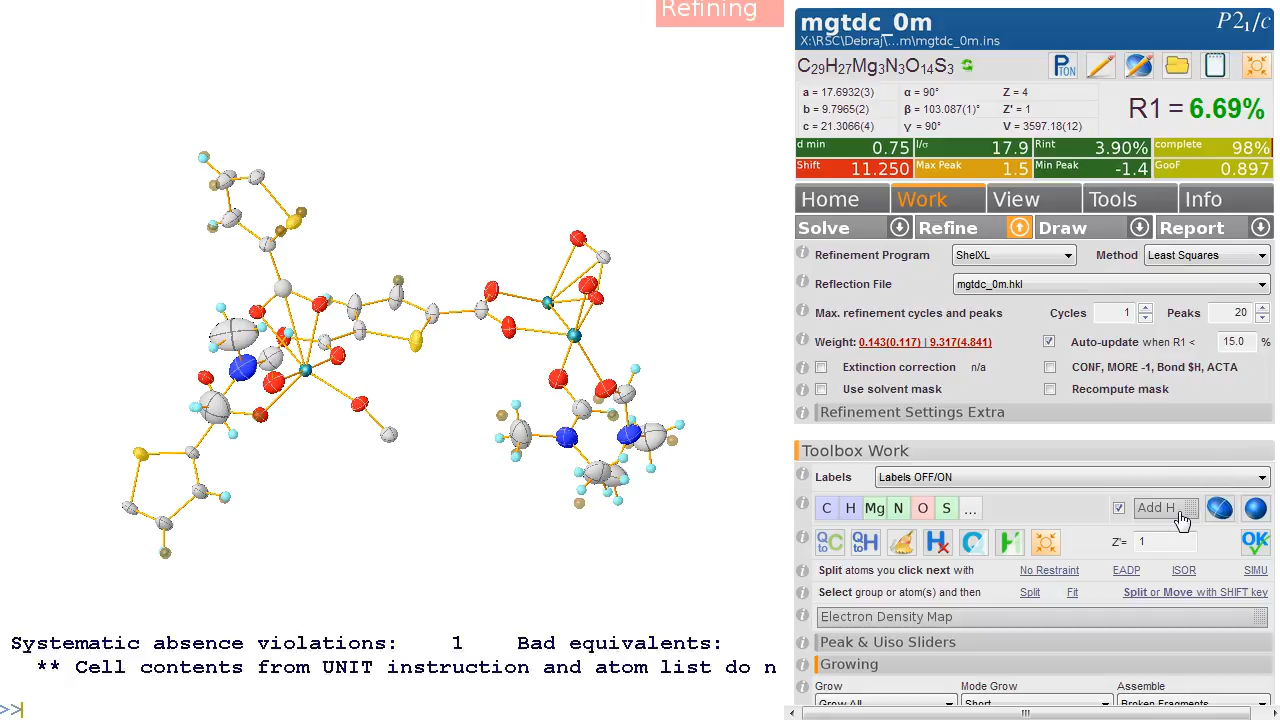 Refining
mgtdc_0m
P2₁/c
X:\RSC\Debraj\...m\mgtdc_0m.ins
C₂₉H₂₇Mg₃N₃O₁₄S₃
PTON
a = 17.6932(3) α = 90° Z = 4
b = 9.7965(2) β = 103.087(1)° Z' = 1
c = 21.3066(4) γ = 90° V = 3597.18(12)
R1 = 6.69%
d min 0.75 I/σ 17.9 Rint 3.90% complete 98%
Shift 11.250 Max Peak 1.5 Min Peak -1.4 GooF 0.897
Home Work View Tools Info
Solve Refine Draw Report
Refinement Program ShelXL Method Least Squares
Reflection File mgtdc_0m.hkl
Max. refinement cycles and peaks Cycles 1 Peaks 20
Weight: 0.143(0.117) | 9.317(4.841) Auto-update when R1 < 15.0 %
Extinction correction n/a CONF, MORE -1, Bond $H, ACTA
Use solvent mask Recompute mask
Refinement Settings Extra
Toolbox Work
Labels Labels OFF/ON
C H Mg N O S ... Add H
Q to C Q to H H Z'= 1 OK
Split atoms you click next with No Restraint EADP ISOR SIMU
Select group or atom(s) and then Split Fit Split or Move with SHIFT key
Electron Density Map
Peak & Uiso Sliders
Growing
Grow Mode Grow Assemble
Grow All Short Broken Fragments
Systematic absence violations: 1 Bad equivalents:
** Cell contents from UNIT instruction and atom list do n
>>